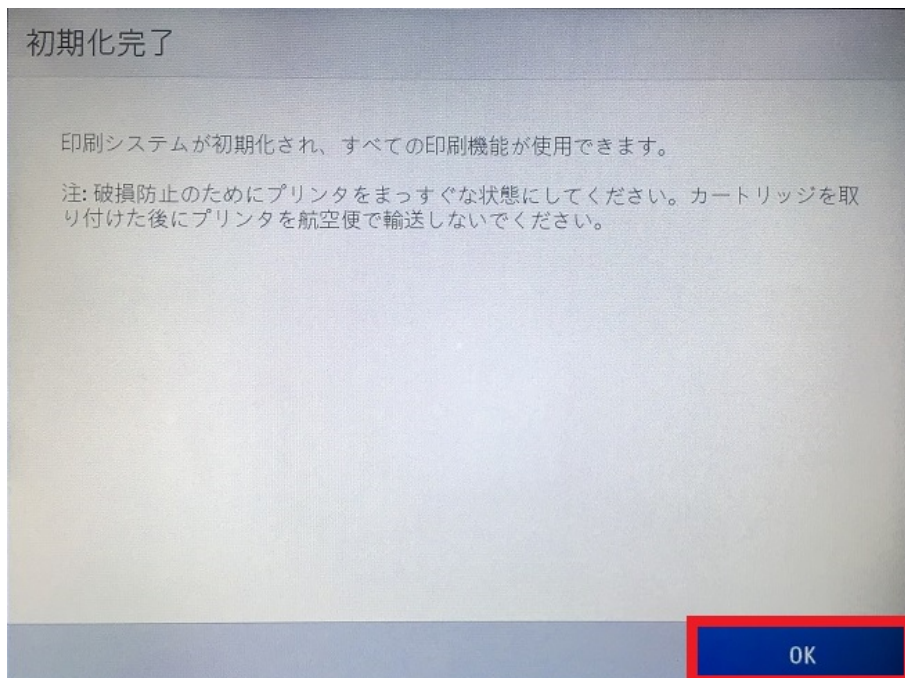 初期化完了
印刷システムが初期化され、すべての印刷機能が使用できます。
注: 破損防止のためにプリンタをまっすぐな状態にしてください。カートリッジを取
り付けた後にプリンタを航空便で輸送しないでください。
OK